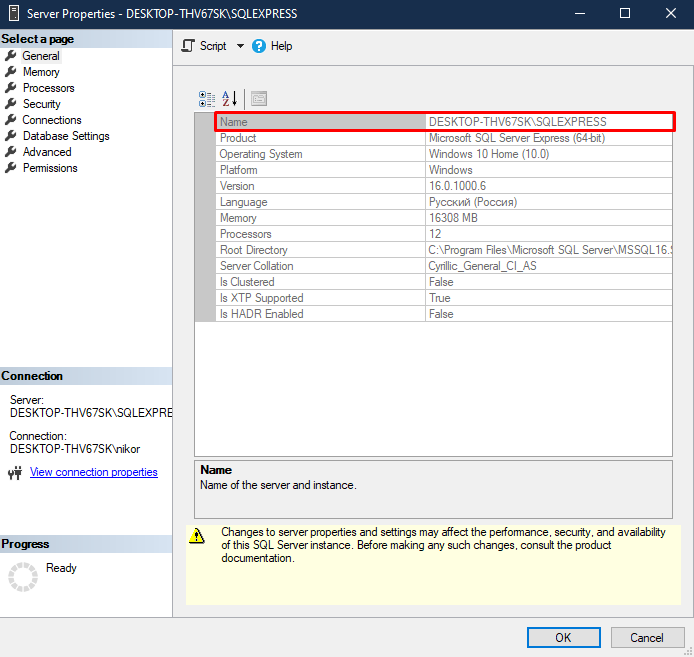 Server Properties - DESKTOP-THV67SK\SQLEXPRESS
Select a page
General
Memory
Processors
Security
Connections
Database Settings
Advanced
Permissions
Connection
Server:
DESKTOP-THV67SK\SQLEXPRE
Connection:
DESKTOP-THV67SK\nikor
View connection properties
Progress
Ready
Script Help
Name DESKTOP-THV67SK\SQLEXPRESS
Product Microsoft SQL Server Express (64-bit)
Operating System Windows 10 Home (10.0)
Platform Windows
Version 16.0.1000.6
Language Русский (Россия)
Memory 16308 MB
Processors 12
Root Directory C:\Program Files\Microsoft SQL Server\MSSQL16.S
Server Collation Cyrillic_General_CI_AS
Is Clustered False
Is XTP Supported True
Is HADR Enabled False
Name
Name of the server and instance.
Changes to server properties and settings may affect the performance, security, and availability
of this SQL Server instance. Before making any such changes, consult the product
documentation.
OK Cancel